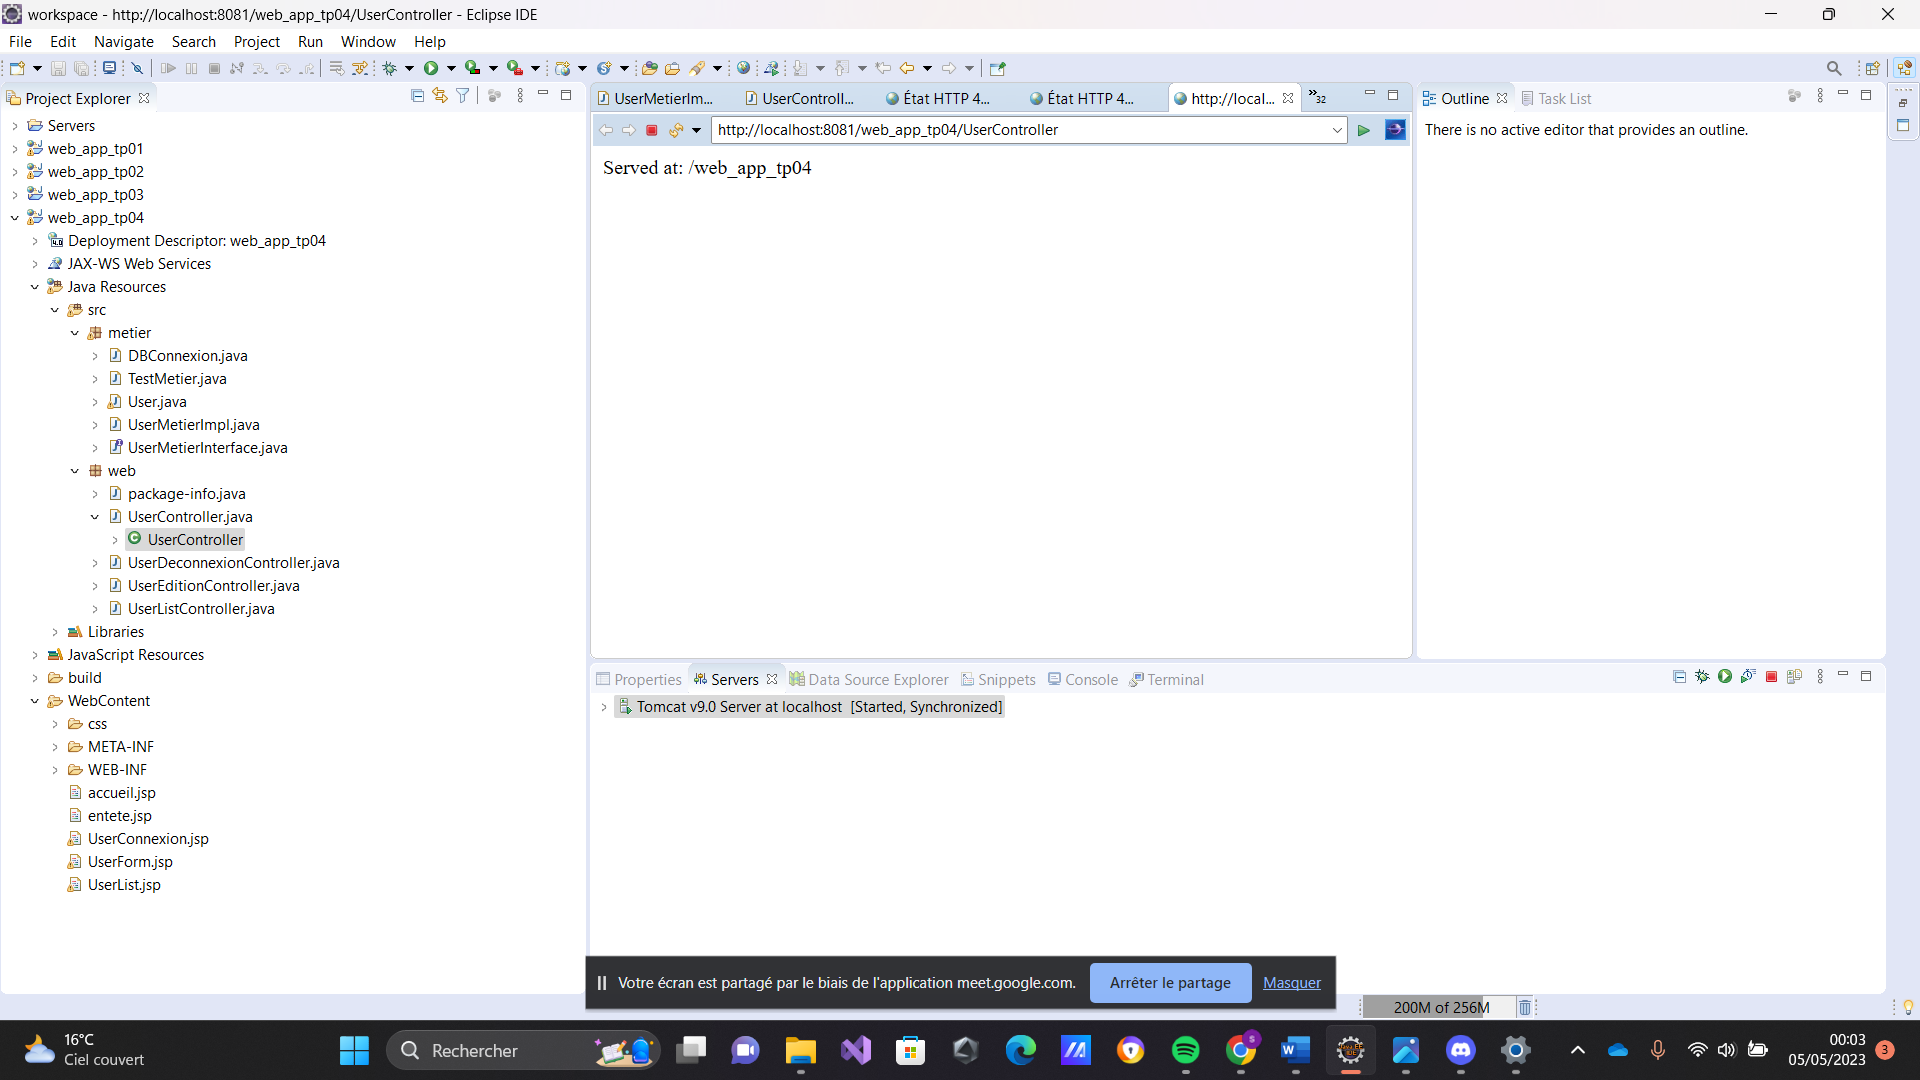 workspace - http://localhost:8081/web_app_tp04/UserController - Eclipse IDE
File Edit Navigate Search Project Run Window Help
Project Explorer
Servers
web_app_tp01
web_app_tp02
web_app_tp03
web_app_tp04
Deployment Descriptor: web_app_tp04
JAX-WS Web Services
Java Resources
src
metier
DBConnexion.java
TestMetier.java
User.java
UserMetierImpl.java
UserMetierInterface.java
web
package-info.java
UserController.java
UserController
UserDeconnexionController.java
UserEditionController.java
UserListController.java
Libraries
JavaScript Resources
build
WebContent
css
META-INF
WEB-INF
accueil.jsp
entete.jsp
UserConnexion.jsp
UserForm.jsp
UserList.jsp
UserMetierIm... UserControll... État HTTP 4... État HTTP 4... http://local... »32
http://localhost:8081/web_app_tp04/UserController
Served at: /web_app_tp04
Outline Task List
There is no active editor that provides an outline.
Properties Servers Data Source Explorer Snippets Console Terminal
Tomcat v9.0 Server at localhost [Started, Synchronized]
Votre écran est partagé par le biais de l'application meet.google.com. Arrêter le partage Masquer
200M of 256M
16°C
Ciel couvert
Rechercher
00:03
05/05/2023
3